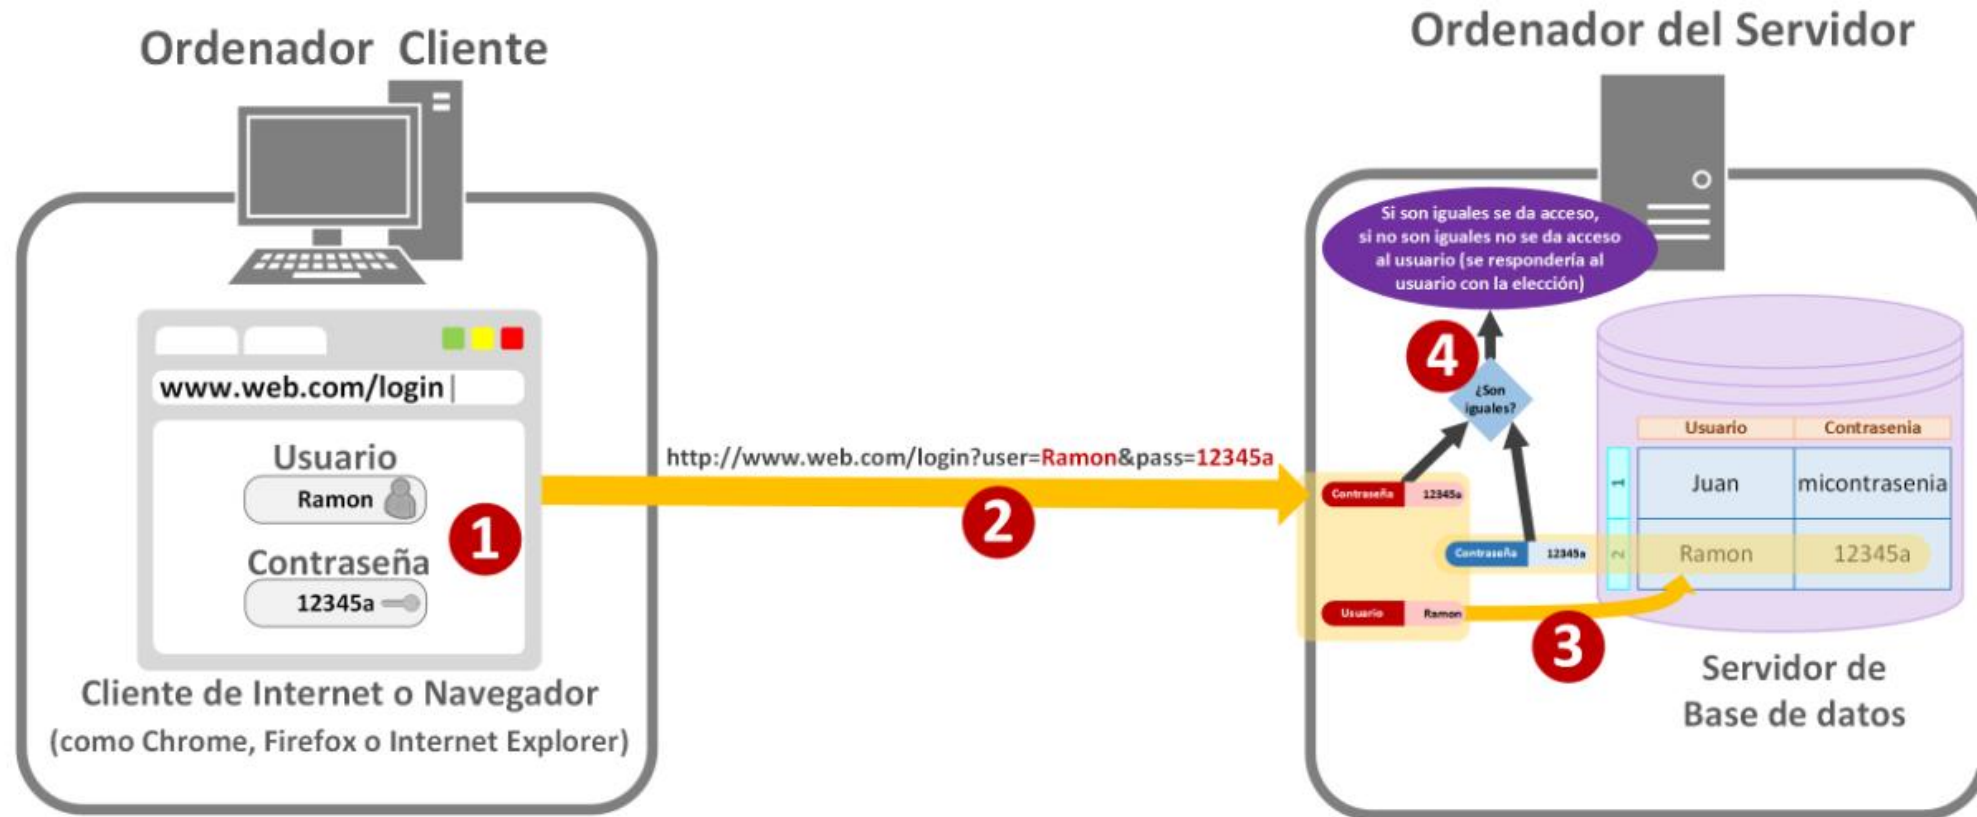 Ordenador Cliente
www.web.com/login|
Usuario
Ramon
1
Contraseña
12345a
Cliente de Internet o Navegador
(como Chrome, Firefox o Internet Explorer)
http://www.web.com/login?user=Ramon&pass=12345a
2
Ordenador del Servidor
Si son iguales se da acceso,
si no son iguales no se da acceso
al usuario (se respondería al
usuario con la elección)
4
¿Son
iguales?
Contraseña 12345a
Contraseña 12345a
Usuario Ramon
3
Usuario Contrasenia
1 Juan micontrasenia
2 Ramon 12345a
Servidor de
Base de datos